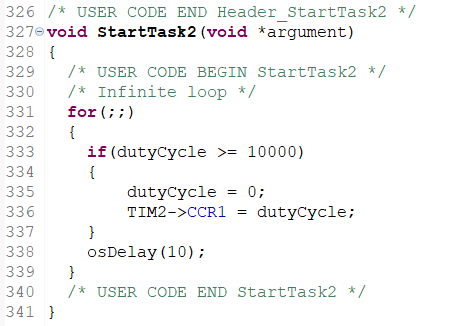 326 /* USER CODE END Header_StartTask2 */
327 void StartTask2(void *argument)
328 {
329   /* USER CODE BEGIN StartTask2 */
330   /* Infinite loop */
331   for(;;)
332   {
333     if(dutyCycle >= 10000)
334     {
335         dutyCycle = 0;
336         TIM2->CCR1 = dutyCycle;
337     }
338     osDelay(10);
339   }
340   /* USER CODE END StartTask2 */
341 }